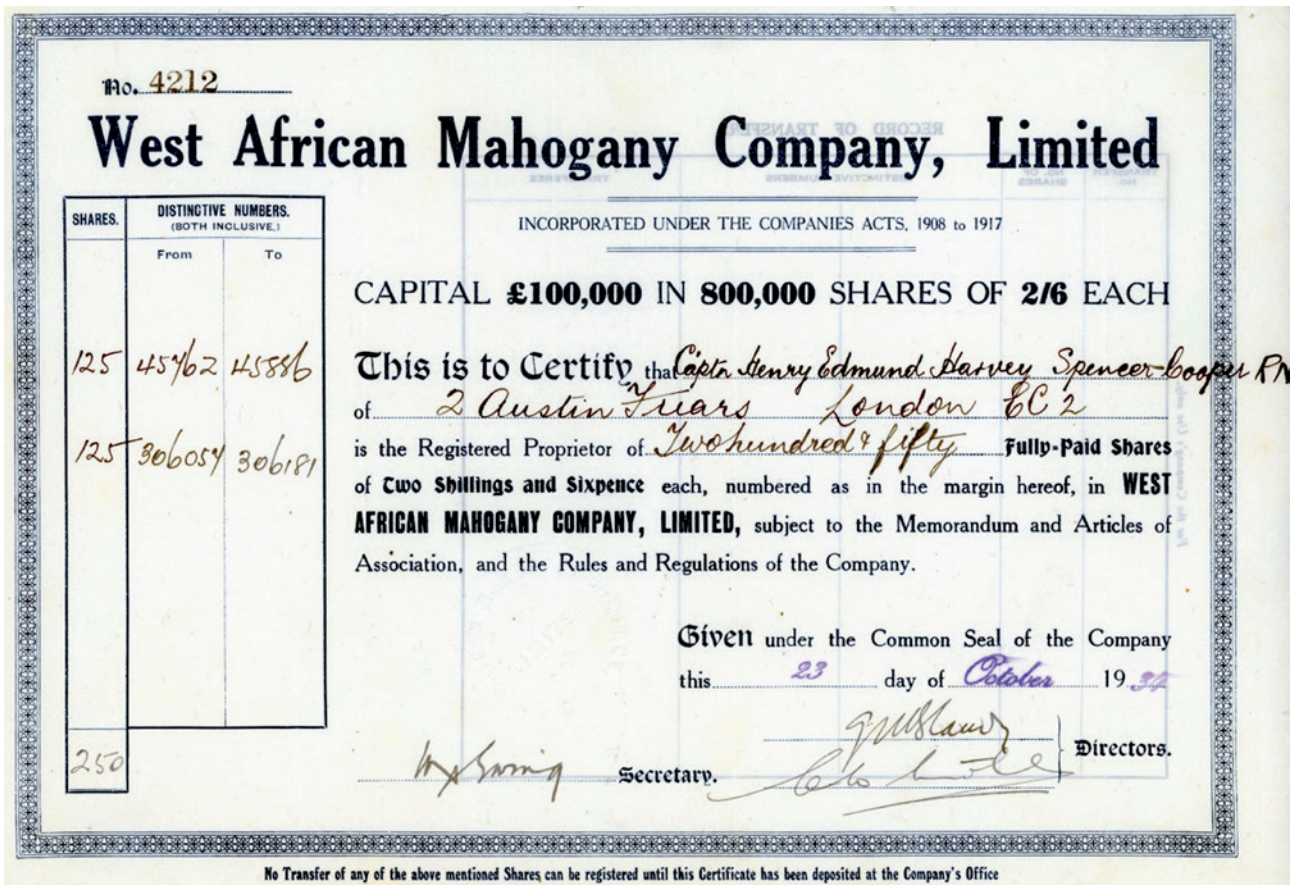 No. 4212
West African Mahogany Company, Limited
SHARES. DISTINCTIVE NUMBERS.
(BOTH INCLUSIVE.)
From To
125 45762 45886
125 306057 306181
250
INCORPORATED UNDER THE COMPANIES ACTS, 1908 to 1917
CAPITAL £100,000 IN 800,000 SHARES OF 2/6 EACH
This is to Certify that Captn Henry Edmund Harvey Spencer-Cooper RN
of 2 Austin Friars London EC2
is the Registered Proprietor of Two hundred & fifty Fully-Paid Shares
of Two Shillings and Sixpence each, numbered as in the margin hereof, in WEST
AFRICAN MAHOGANY COMPANY, LIMITED, subject to the Memorandum and Articles of
Association, and the Rules and Regulations of the Company.
Given under the Common Seal of the Company
this 23 day of October 1934
Directors.
Secretary.
No Transfer of any of the above mentioned Shares can be registered until this Certificate has been deposited at the Company's Office